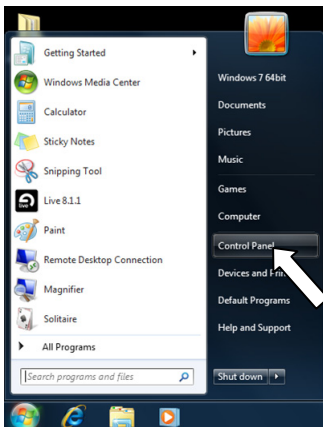 Getting Started
Windows Media Center
Calculator
Sticky Notes
Snipping Tool
Live 8.1.1
Paint
Remote Desktop Connection
Magnifier
Solitaire
All Programs
Search programs and files
Windows 7 64bit
Documents
Pictures
Music
Games
Computer
Control Panel
Devices and
Default Programs
Help and Support
Shut down